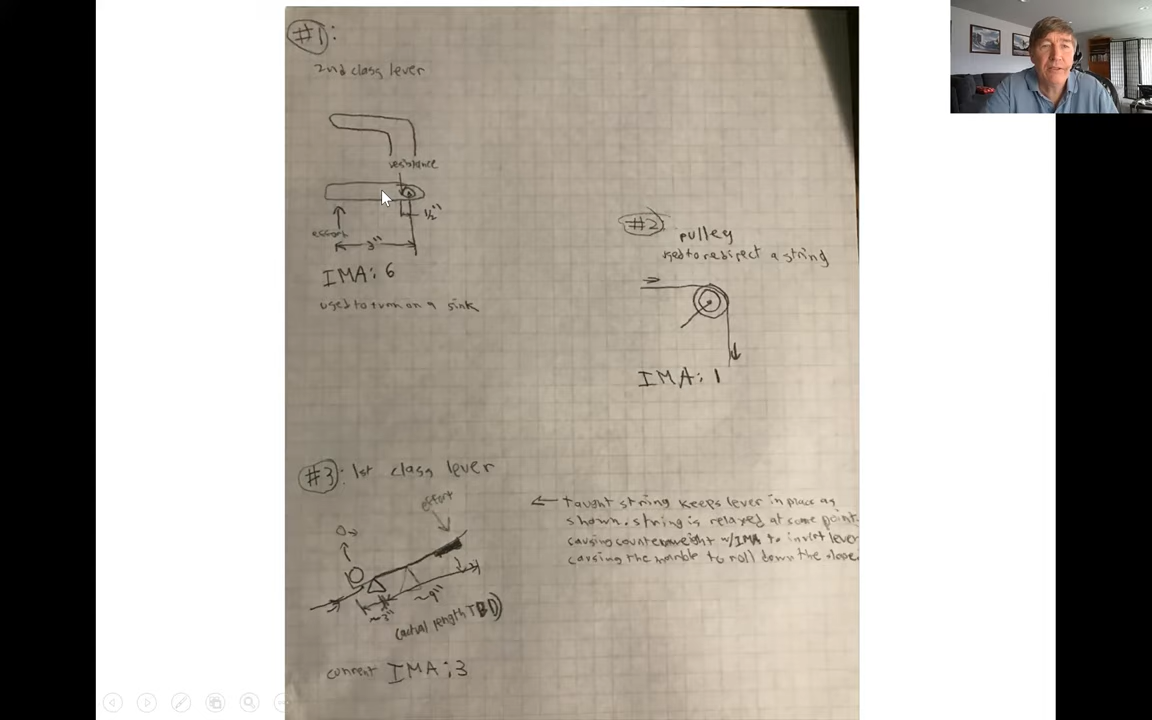 #1:
2nd class lever
resistance
1/2"
effort
3"
IMA: 6
used to turn on a sink
#2:
pulley
used to redirect a string
IMA: 1
#3: 1st class lever
effort
~9"
~3"
(actual length TBD)
current IMA: 3
← taught string keeps lever in place as
shown. string is relaxed at some point
causing counterweight w/IMA to invert lever
causing the marble to roll down the slope.